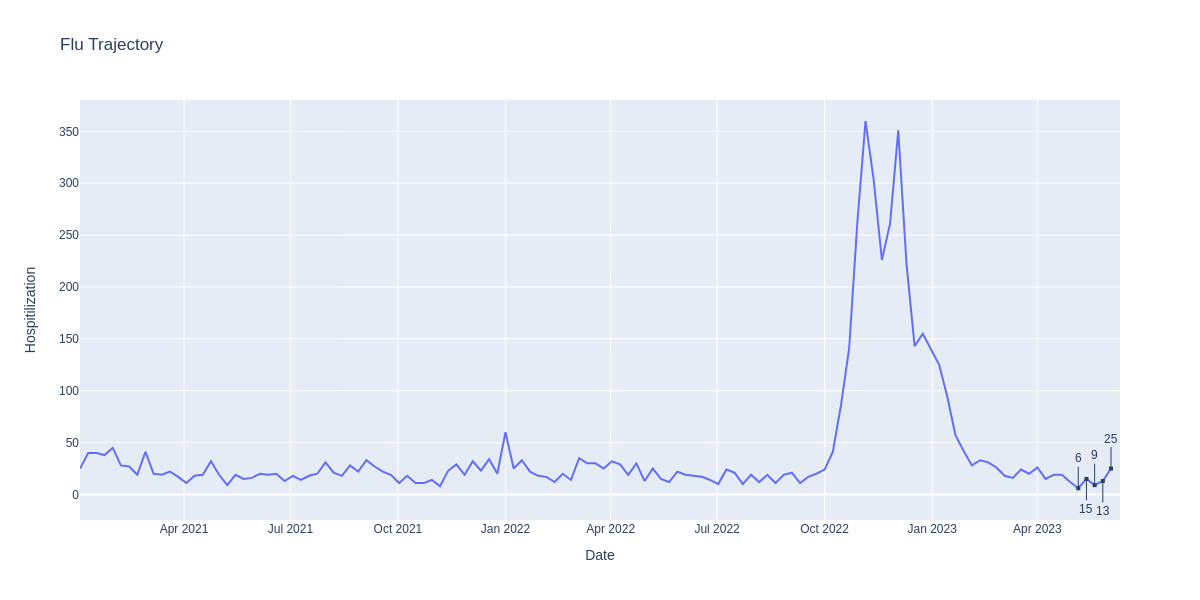 Flu Trajectory
Hospitilization
350
300
250
200
150
100
50
0
6
9
25
15
13
Apr 2021
Jul 2021
Oct 2021
Jan 2022
Apr 2022
Jul 2022
Oct 2022
Jan 2023
Apr 2023
Date